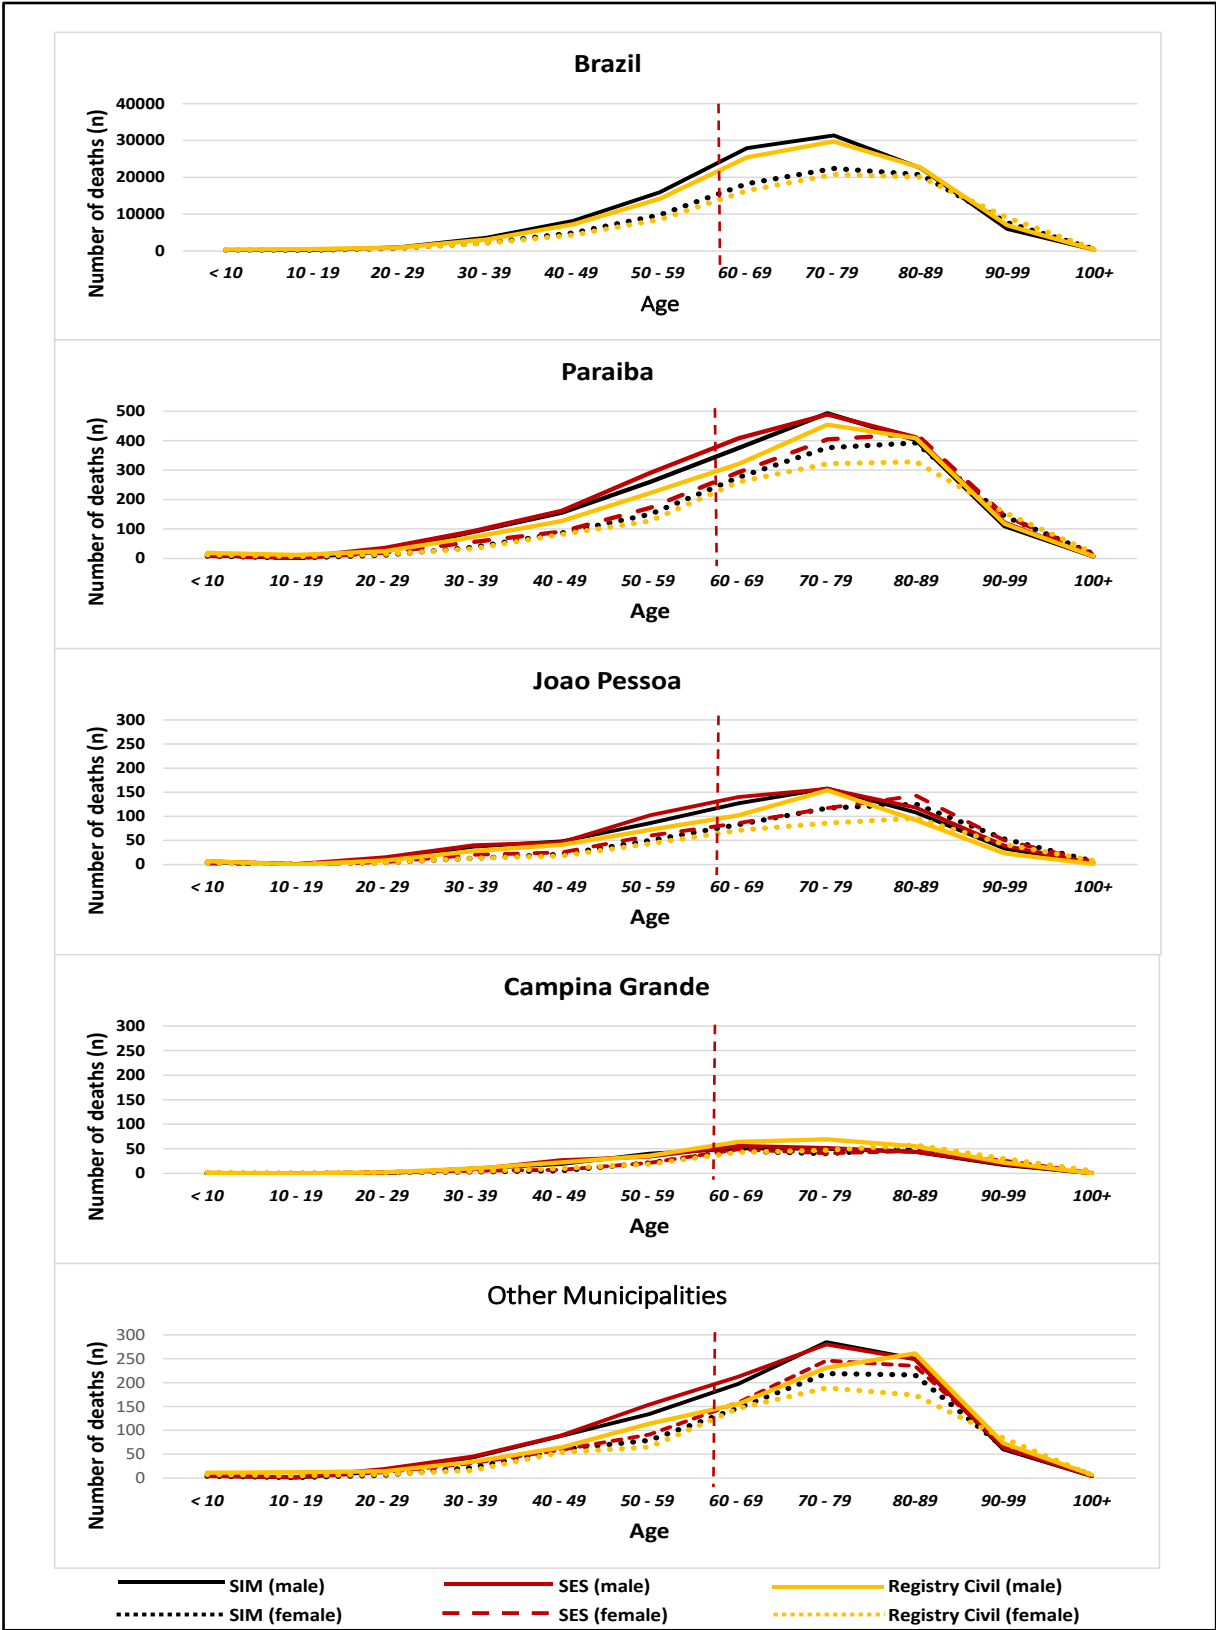 Brazil
Number of deaths (n)
40000
30000
20000
10000
0
< 10 10 - 19 20 - 29 30 - 39 40 - 49 50 - 59 60 - 69 70 - 79 80-89 90-99 100+
Age
Paraiba
Number of deaths (n)
500
400
300
200
100
0
< 10 10 - 19 20 - 29 30 - 39 40 - 49 50 - 59 60 - 69 70 - 79 80-89 90-99 100+
Age
Joao Pessoa
Number of deaths (n)
300
250
200
150
100
50
0
< 10 10 - 19 20 - 29 30 - 39 40 - 49 50 - 59 60 - 69 70 - 79 80-89 90-99 100+
Age
Campina Grande
Number of deaths (n)
300
250
200
150
100
50
0
< 10 10 - 19 20 - 29 30 - 39 40 - 49 50 - 59 60 - 69 70 - 79 80-89 90-99 100+
Age
Other Municipalities
Number of deaths (n)
300
250
200
150
100
50
0
< 10 10 - 19 20 - 29 30 - 39 40 - 49 50 - 59 60 - 69 70 - 79 80-89 90-99 100+
Age
SIM (male) SES (male) Registry Civil (male)
SIM (female) SES (female) Registry Civil (female)